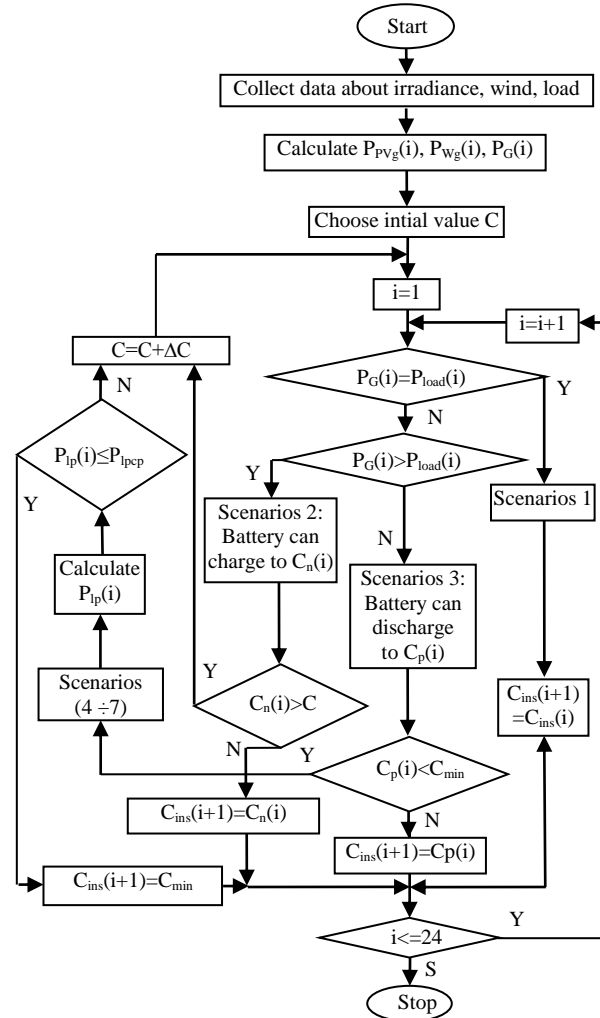 Start
Collect data about irradiance, wind, load
Calculate P_PVg(i), P_Wg(i), P_G(i)
Choose intial value C
i=1
i=i+1
C=C+ΔC
N
P_G(i)=P_load(i)
Y
N
P_lp(i)≤P_lpcp
Y
P_G(i)>P_load(i)
Y
N
Scenarios 1
Scenarios 2:
Battery can
charge to C_n(i)
Scenarios 3:
Battery can
discharge
to C_p(i)
Calculate
P_lp(i)
Y
Scenarios
(4 ÷7)
C_n(i)>C
N
Y
C_ins(i+1)
=C_ins(i)
C_p(i)<C_min
N
C_ins(i+1)=C_n(i)
C_ins(i+1)=Cp(i)
C_ins(i+1)=C_min
i<=24
Y
S
Stop